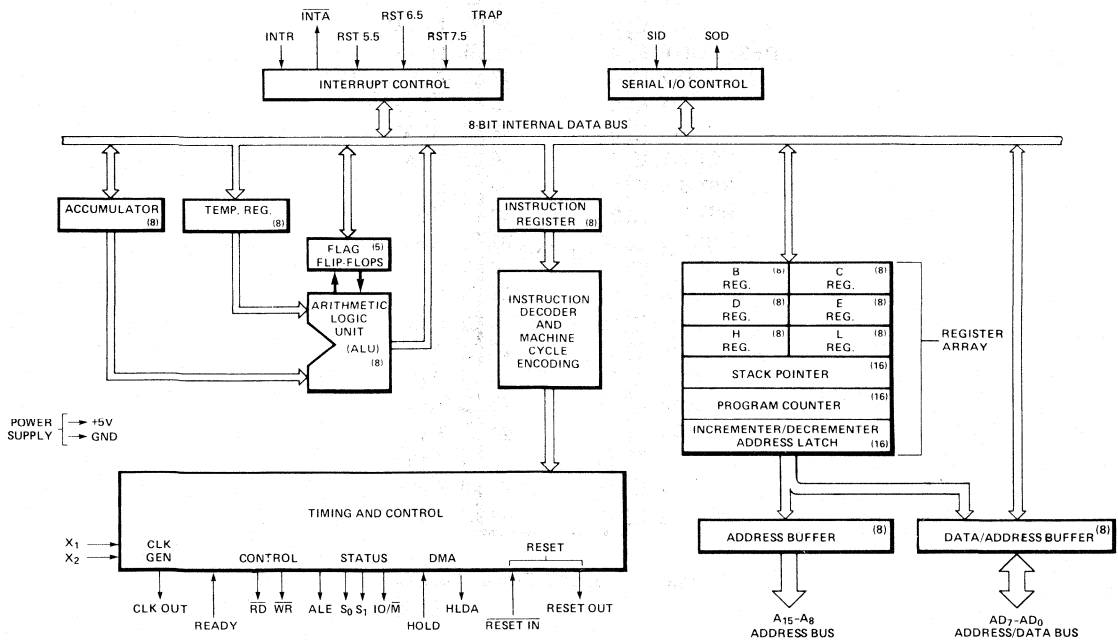 INTA
RST 6.5
TRAP
INTR
RST 5.5
RST 7.5
SID
SOD
INTERRUPT CONTROL
SERIAL I/O CONTROL
8-BIT INTERNAL DATA BUS
ACCUMULATOR
(8)
TEMP. REG.
(8)
INSTRUCTION
REGISTER (8)
FLAG (5)
FLIP-FLOPS
ARITHMETIC
LOGIC
UNIT
(ALU)
(8)
INSTRUCTION
DECODER
AND
MACHINE
CYCLE
ENCODING
B (8)
REG.
C (8)
REG.
D (8)
REG.
E (8)
REG.
H (8)
REG.
L (8)
REG.
STACK POINTER (16)
PROGRAM COUNTER (16)
INCREMENTER/DECREMENTER
ADDRESS LATCH (16)
REGISTER
ARRAY
POWER
SUPPLY
+5V
GND
TIMING AND CONTROL
X1
X2
CLK
GEN
CONTROL
STATUS
DMA
RESET
CLK OUT
READY
RD
WR
ALE
S0
S1
IO/M
HOLD
HLDA
RESET IN
RESET OUT
ADDRESS BUFFER (8)
DATA/ADDRESS BUFFER (8)
A15-A8
ADDRESS BUS
AD7-AD0
ADDRESS/DATA BUS